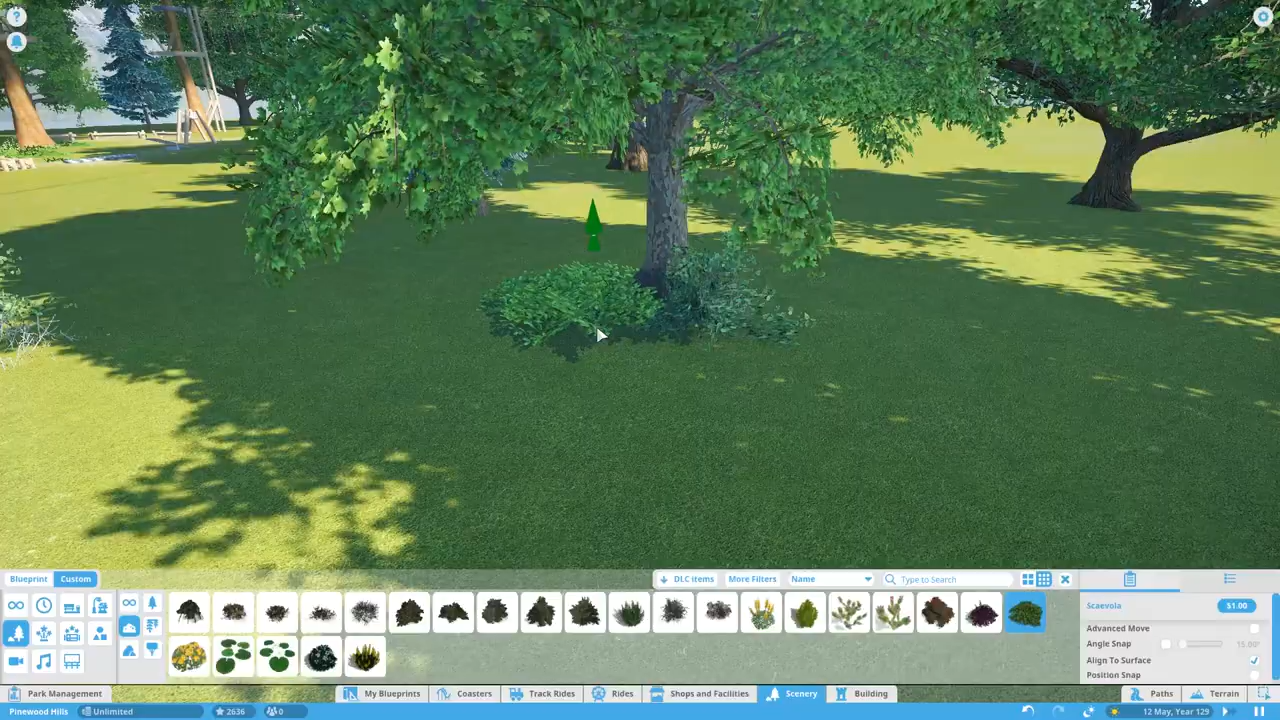 Blueprint Custom DLC items More Filters Name Type to Search
Scaevola $1.00
Advanced Move
Angle Snap 15.00°
Align To Surface
Position Snap
Park Management My Blueprints Coasters Track Rides Rides Shops and Facilities Scenery Building Paths Terrain
Pinewood Hills Unlimited 2636 0 12 May, Year 129